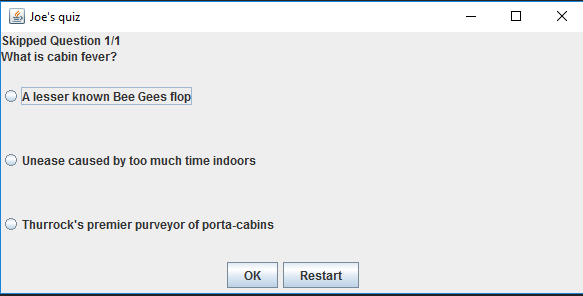 Joe's quiz
Skipped Question 1/1
What is cabin fever?
A lesser known Bee Gees flop
Unease caused by too much time indoors
Thurrock's premier purveyor of porta-cabins
OK Restart